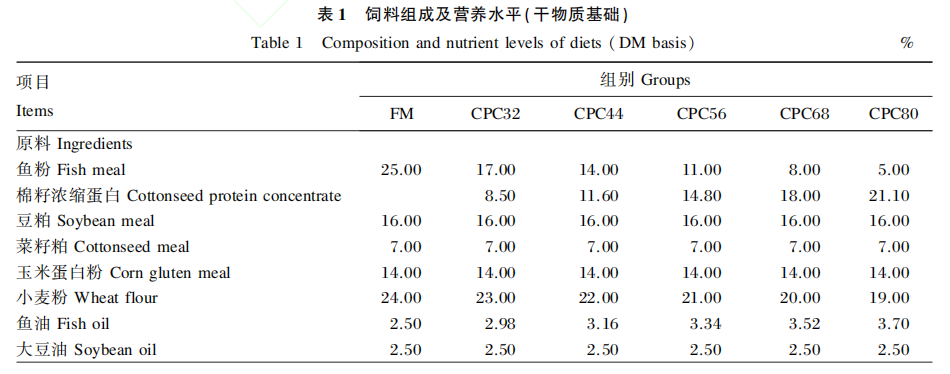 表 1 饲料组成及营养水平(干物质基础)
Table 1 Composition and nutrient levels of diets (DM basis) %
项目 组别 Groups
Items FM CPC32 CPC44 CPC56 CPC68 CPC80
原料 Ingredients
鱼粉 Fish meal 25.00 17.00 14.00 11.00 8.00 5.00
棉籽浓缩蛋白 Cottonseed protein concentrate 8.50 11.60 14.80 18.00 21.10
豆粕 Soybean meal 16.00 16.00 16.00 16.00 16.00 16.00
菜籽粕 Cottonseed meal 7.00 7.00 7.00 7.00 7.00 7.00
玉米蛋白粉 Corn gluten meal 14.00 14.00 14.00 14.00 14.00 14.00
小麦粉 Wheat flour 24.00 23.00 22.00 21.00 20.00 19.00
鱼油 Fish oil 2.50 2.98 3.16 3.34 3.52 3.70
大豆油 Soybean oil 2.50 2.50 2.50 2.50 2.50 2.50